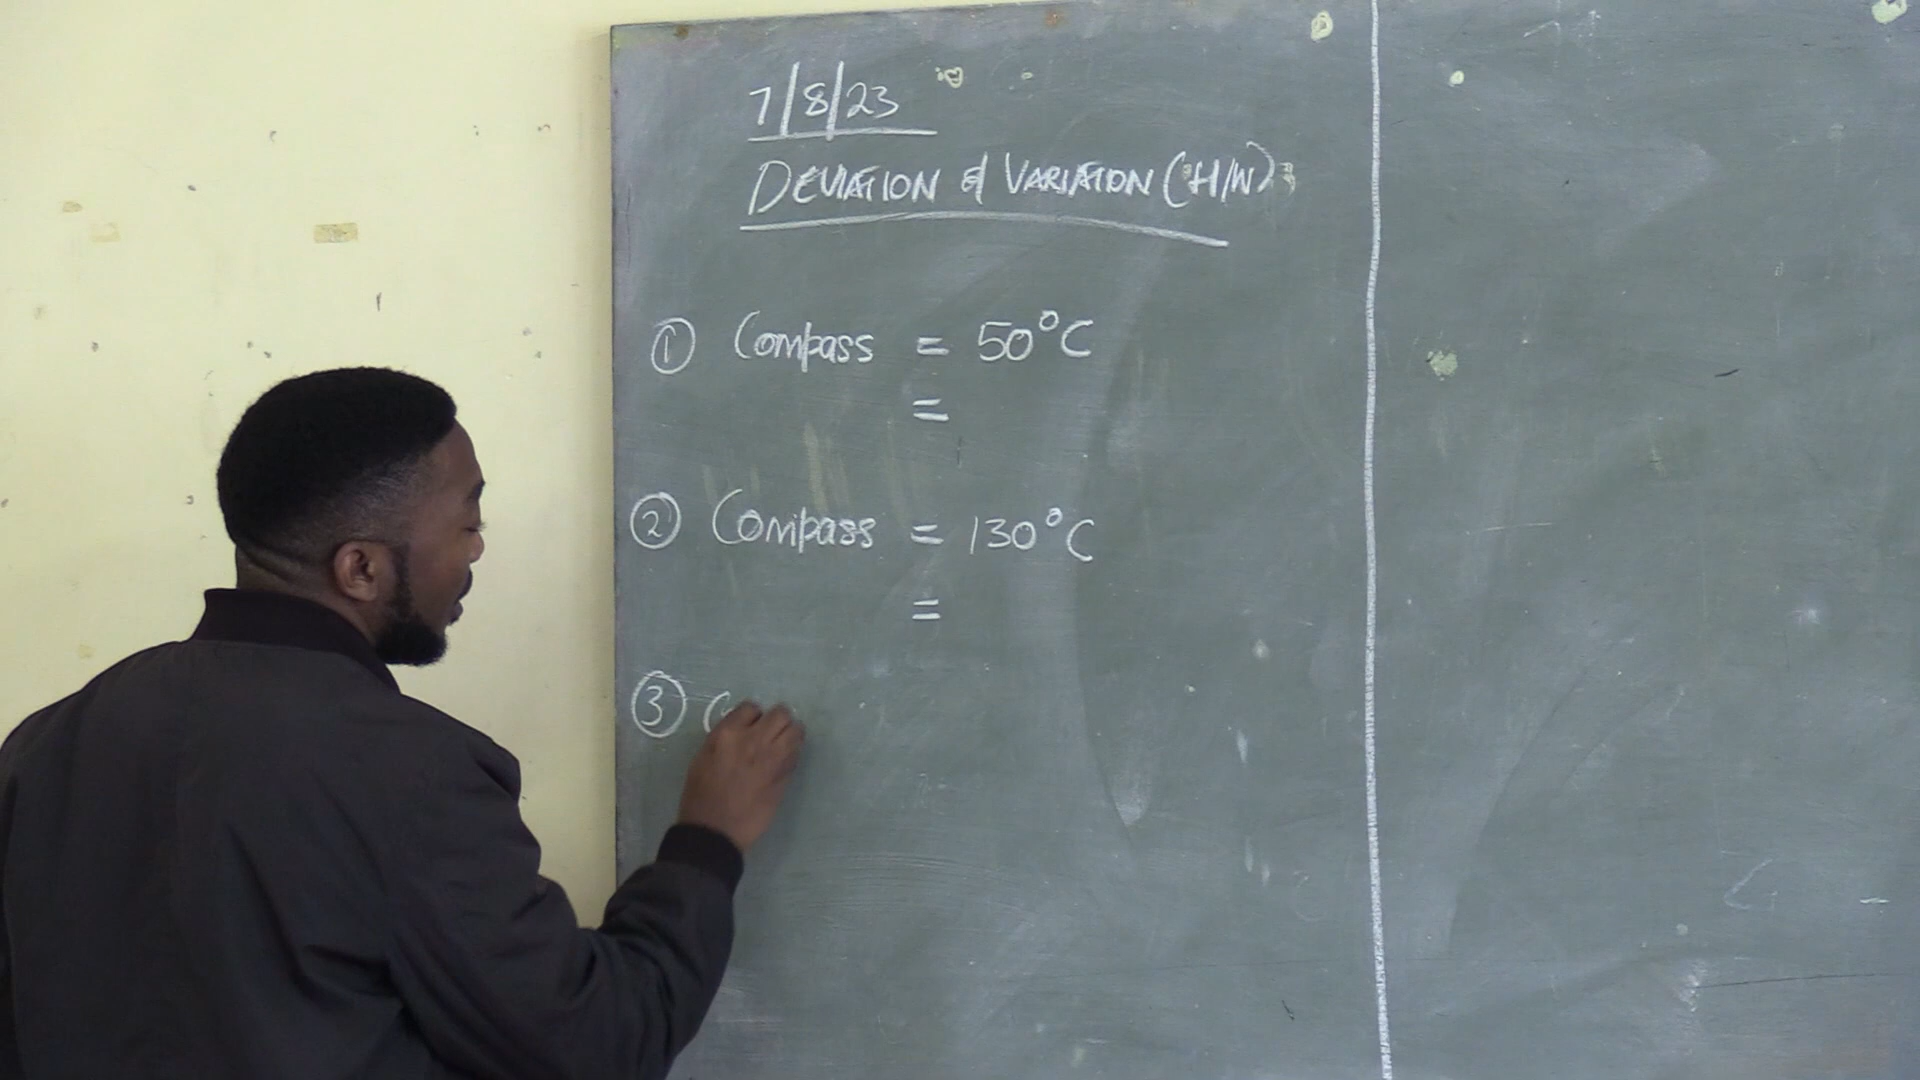 7/8/23
DEVIATION & VARIATION (H/W)
① Compass = 50°C
=
② Compass = 130°C
=
③ C